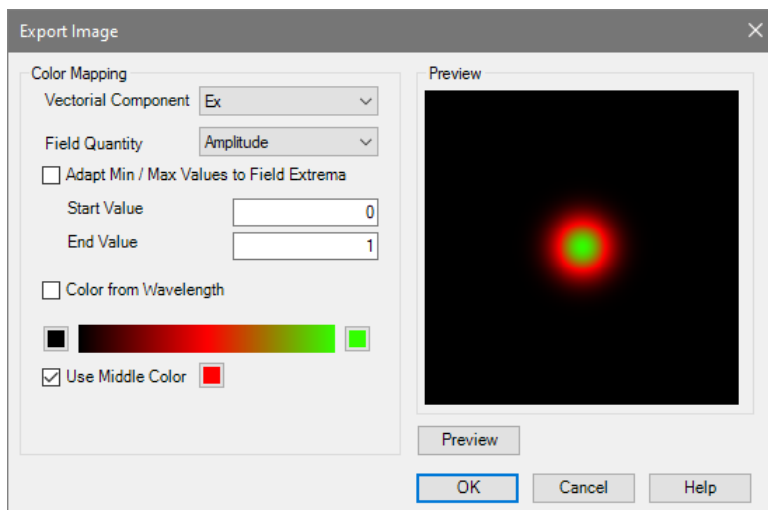 Export Image
Color Mapping
Vectorial Component Ex
Field Quantity Amplitude
Adapt Min / Max Values to Field Extrema
Start Value 0
End Value 1
Color from Wavelength
Use Middle Color
Preview
Preview
OK Cancel Help